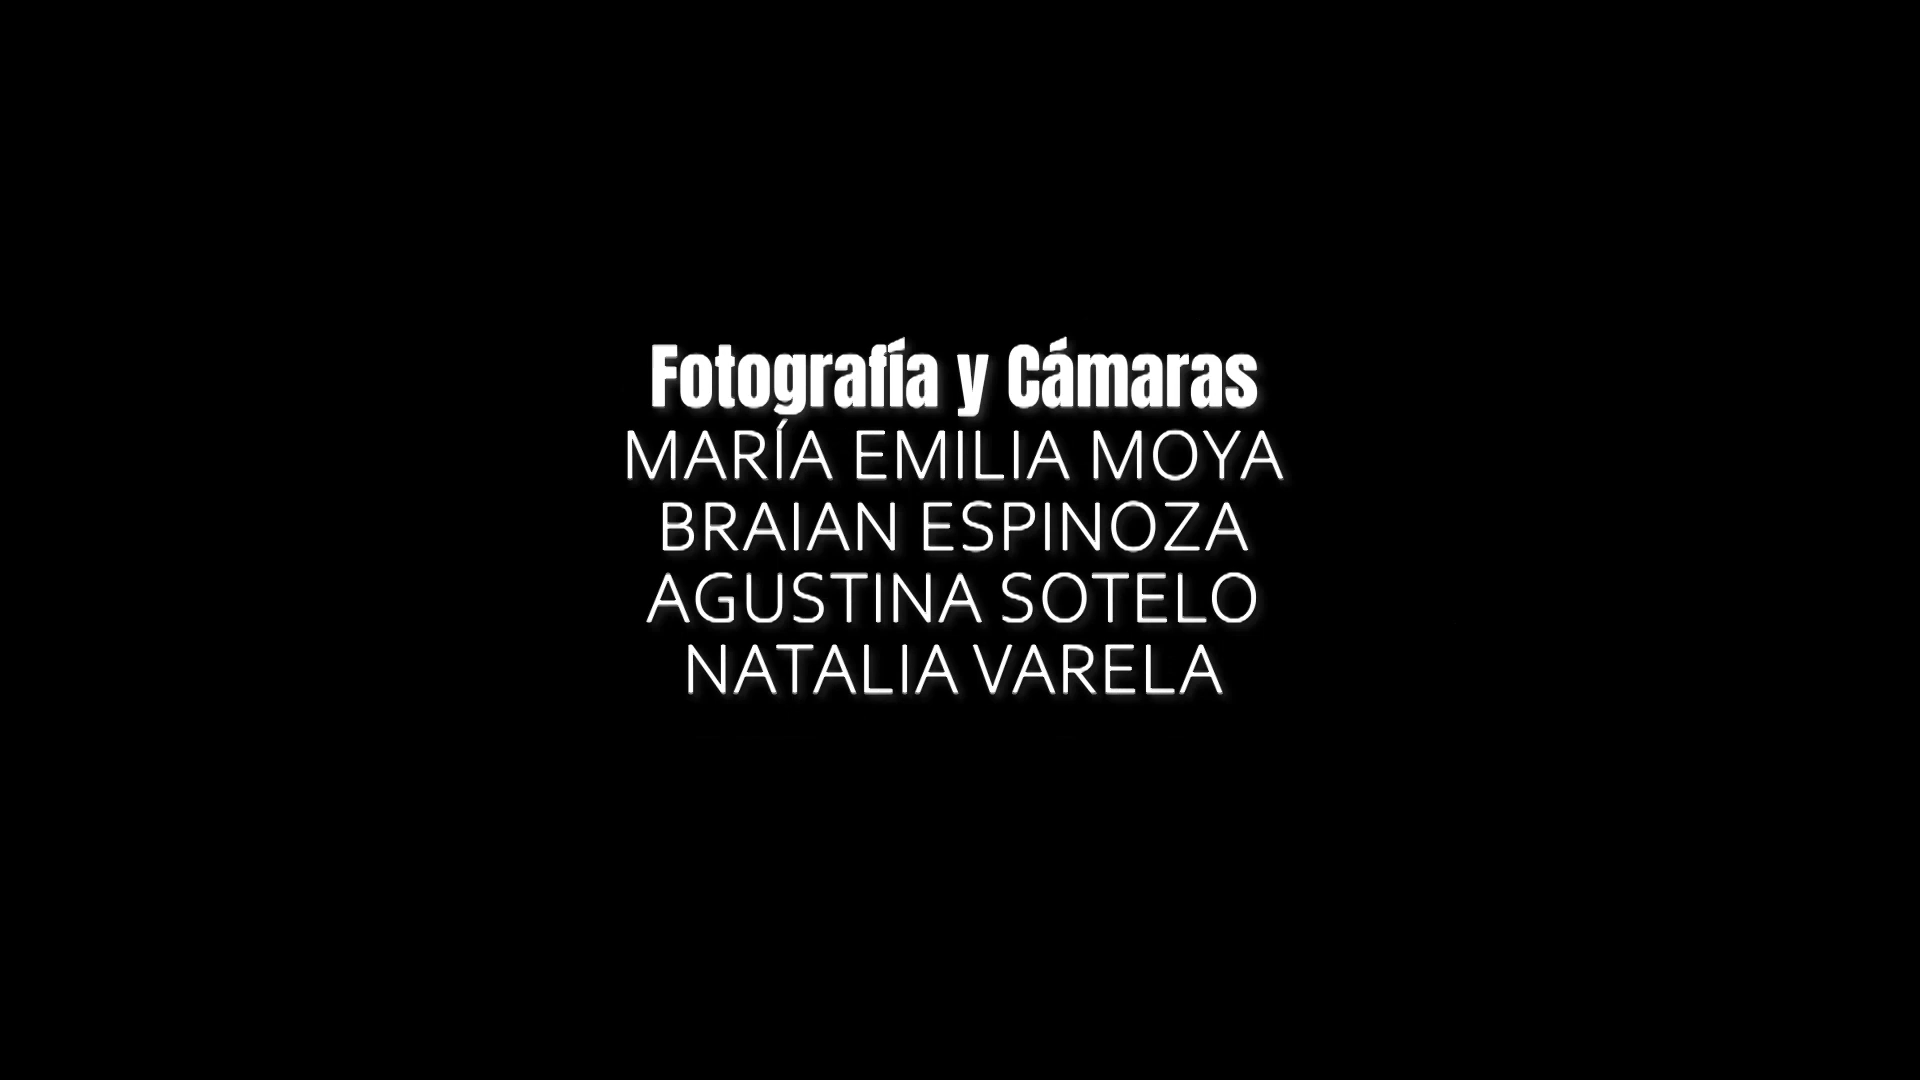 Fotografía y Cámaras
MARÍA EMILIA MOYA
BRAIAN ESPINOZA
AGUSTINA SOTELO
NATALIA VARELA